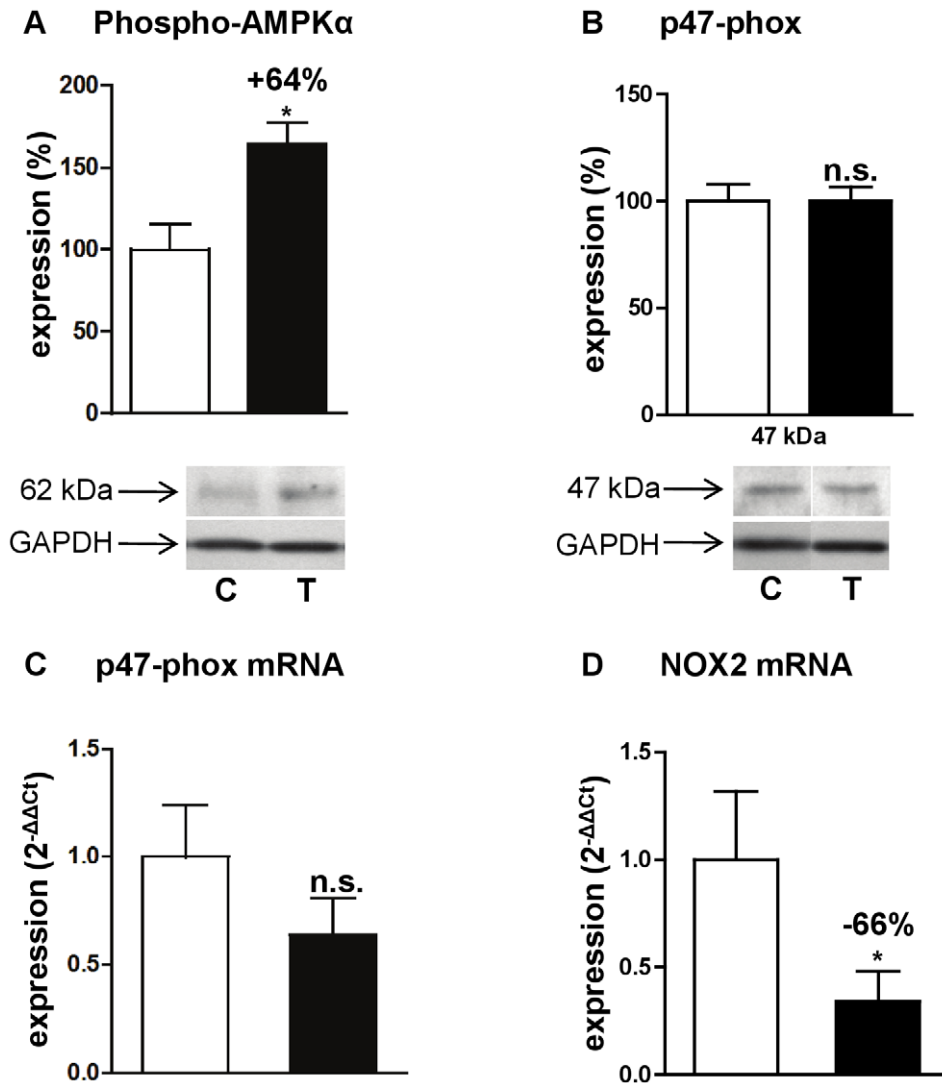 A Phospho-AMPKα
expression (%)
200
150
100
50
0
+64%
*
62 kDa
GAPDH
C T
B p47-phox
expression (%)
150
100
50
0
n.s.
47 kDa
47 kDa
GAPDH
C T
C p47-phox mRNA
expression (2-ΔΔCt)
1.5
1.0
0.5
0.0
n.s.
D NOX2 mRNA
expression (2-ΔΔCt)
1.5
1.0
0.5
0.0
-66%
*